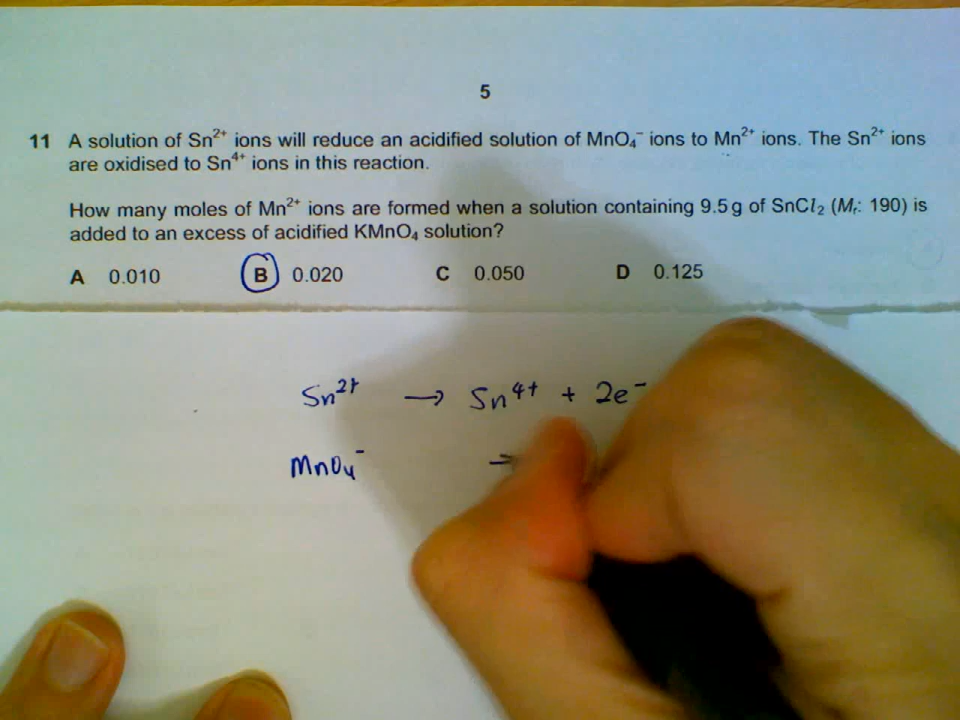 5
11 A solution of Sn²⁺ ions will reduce an acidified solution of MnO₄⁻ ions to Mn²⁺ ions. The Sn²⁺ ions
are oxidised to Sn⁴⁺ ions in this reaction.
How many moles of Mn²⁺ ions are formed when a solution containing 9.5 g of SnCl₂ (Mᵣ: 190) is
added to an excess of acidified KMnO₄ solution?
A 0.010 B 0.020 C 0.050 D 0.125
Sn²⁺ → Sn⁴⁺ + 2e⁻
MnO₄⁻ →